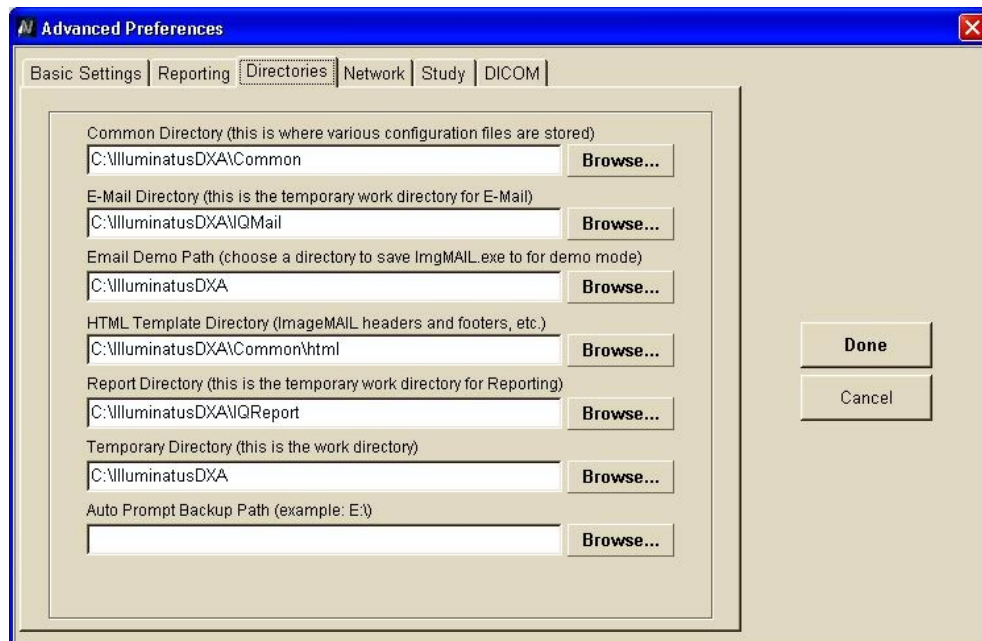 Advanced Preferences
Basic Settings Reporting Directories Network Study DICOM
Common Directory (this is where various configuration files are stored)
C:\IlluminatusDXA\Common Browse...
E-Mail Directory (this is the temporary work directory for E-Mail)
C:\IlluminatusDXA\IQMail Browse...
Email Demo Path (choose a directory to save ImgMAIL.exe to for demo mode)
C:\IlluminatusDXA Browse...
HTML Template Directory (ImageMAIL headers and footers, etc.)
C:\IlluminatusDXA\Common\html Browse...
Done
Report Directory (this is the temporary work directory for Reporting)
C:\IlluminatusDXA\IQReport Browse...
Cancel
Temporary Directory (this is the work directory)
C:\IlluminatusDXA Browse...
Auto Prompt Backup Path (example: E:\)
Browse...